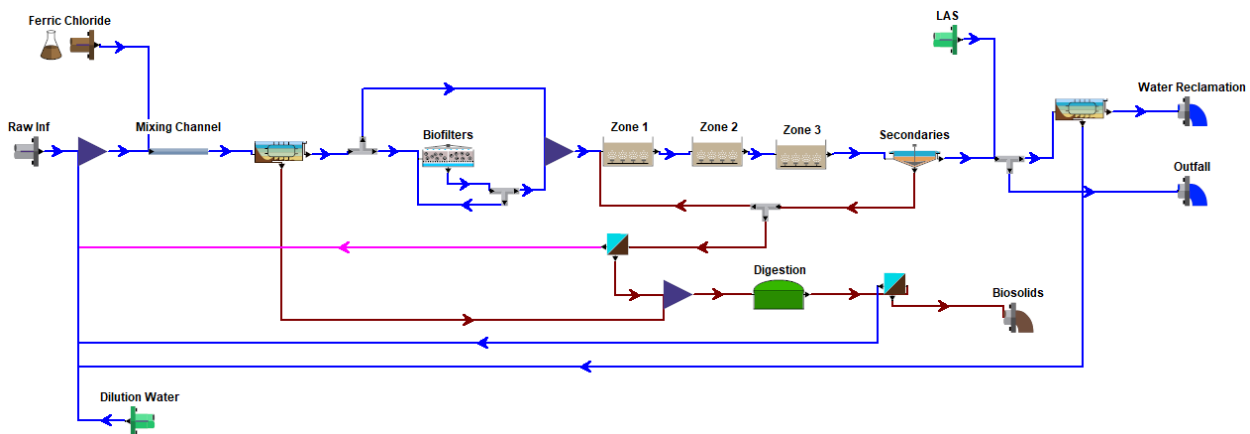 Ferric Chloride
LAS
Water Reclamation
Raw Inf
Mixing Channel
Biofilters
Zone 1
Zone 2
Zone 3
Secondaries
Outfall
Digestion
Biosolids
Dilution Water